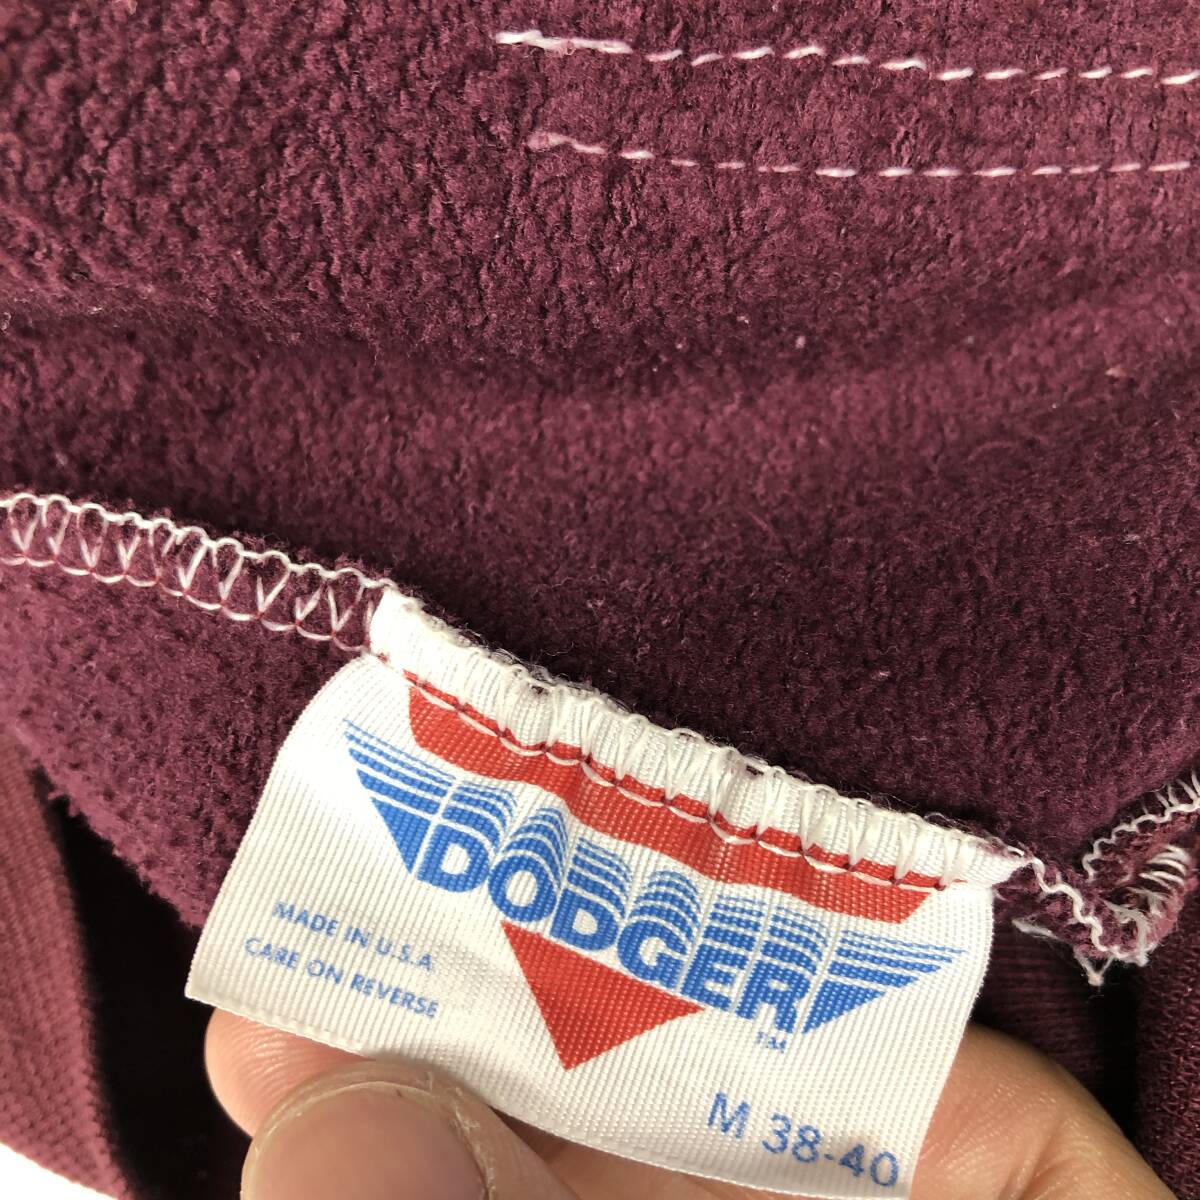 DODGER
TM
MADE IN U.S.A.
CARE ON REVERSE
M 38-40